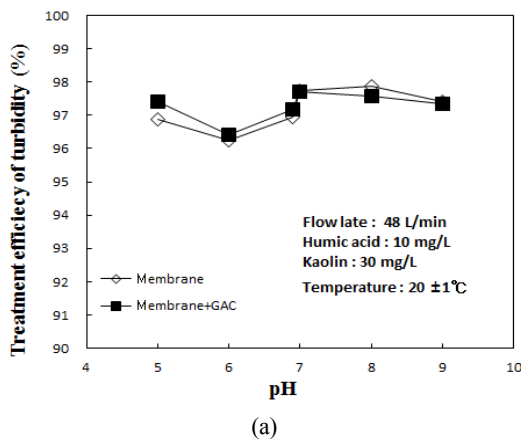 Treatment efficiecy of turbidity (%)
100
99
98
97
96
95
94
93
92
91
90
Flow late : 48 L/min
Humic acid : 10 mg/L
Kaolin : 30 mg/L
Temperature : 20 ±1℃
Membrane
Membrane+GAC
4 5 6 7 8 9 10
pH
(a)